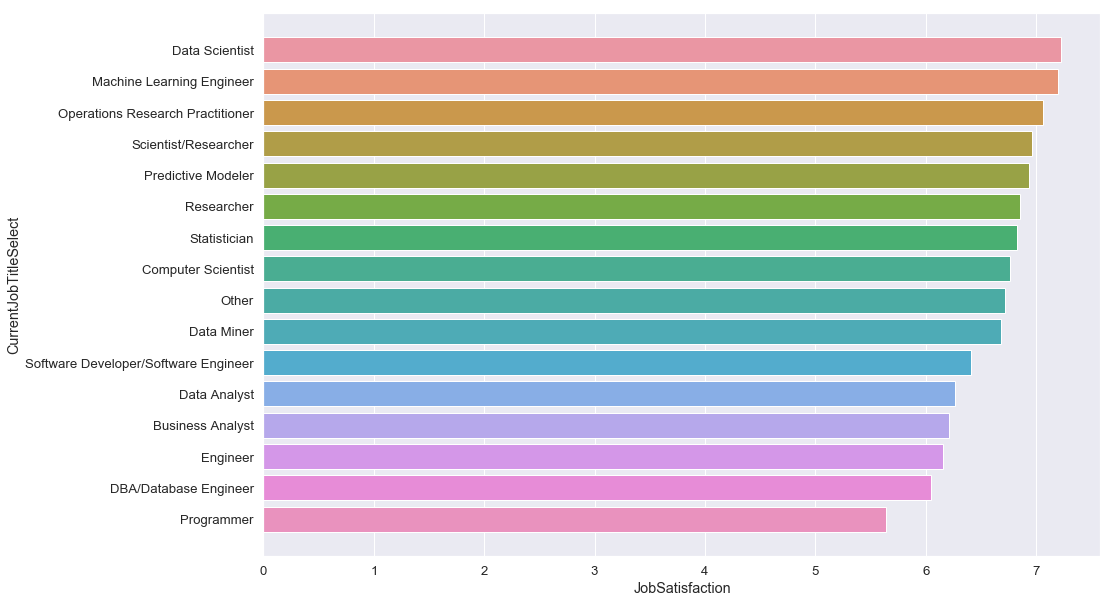 CurrentJobTitleSelect
Data Scientist
Machine Learning Engineer
Operations Research Practitioner
Scientist/Researcher
Predictive Modeler
Researcher
Statistician
Computer Scientist
Other
Data Miner
Software Developer/Software Engineer
Data Analyst
Business Analyst
Engineer
DBA/Database Engineer
Programmer
0 1 2 3 4 5 6 7
JobSatisfaction